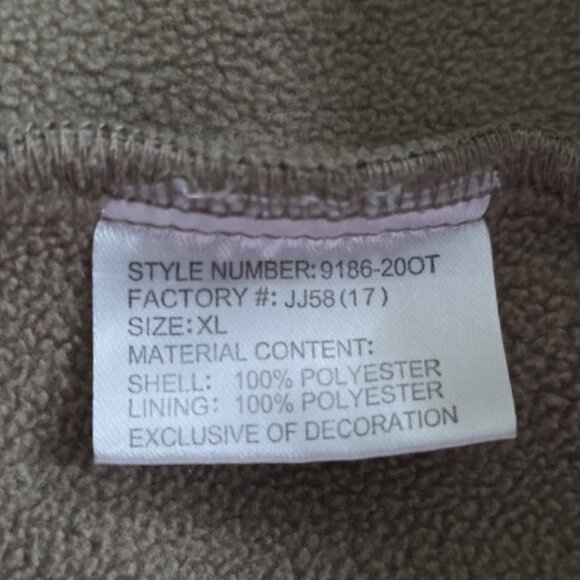 STYLE NUMBER: 9186-20OT
FACTORY #: JJ58(17)
SIZE: XL
MATERIAL CONTENT:
SHELL: 100% POLYESTER
LINING: 100% POLYESTER
EXCLUSIVE OF DECORATION